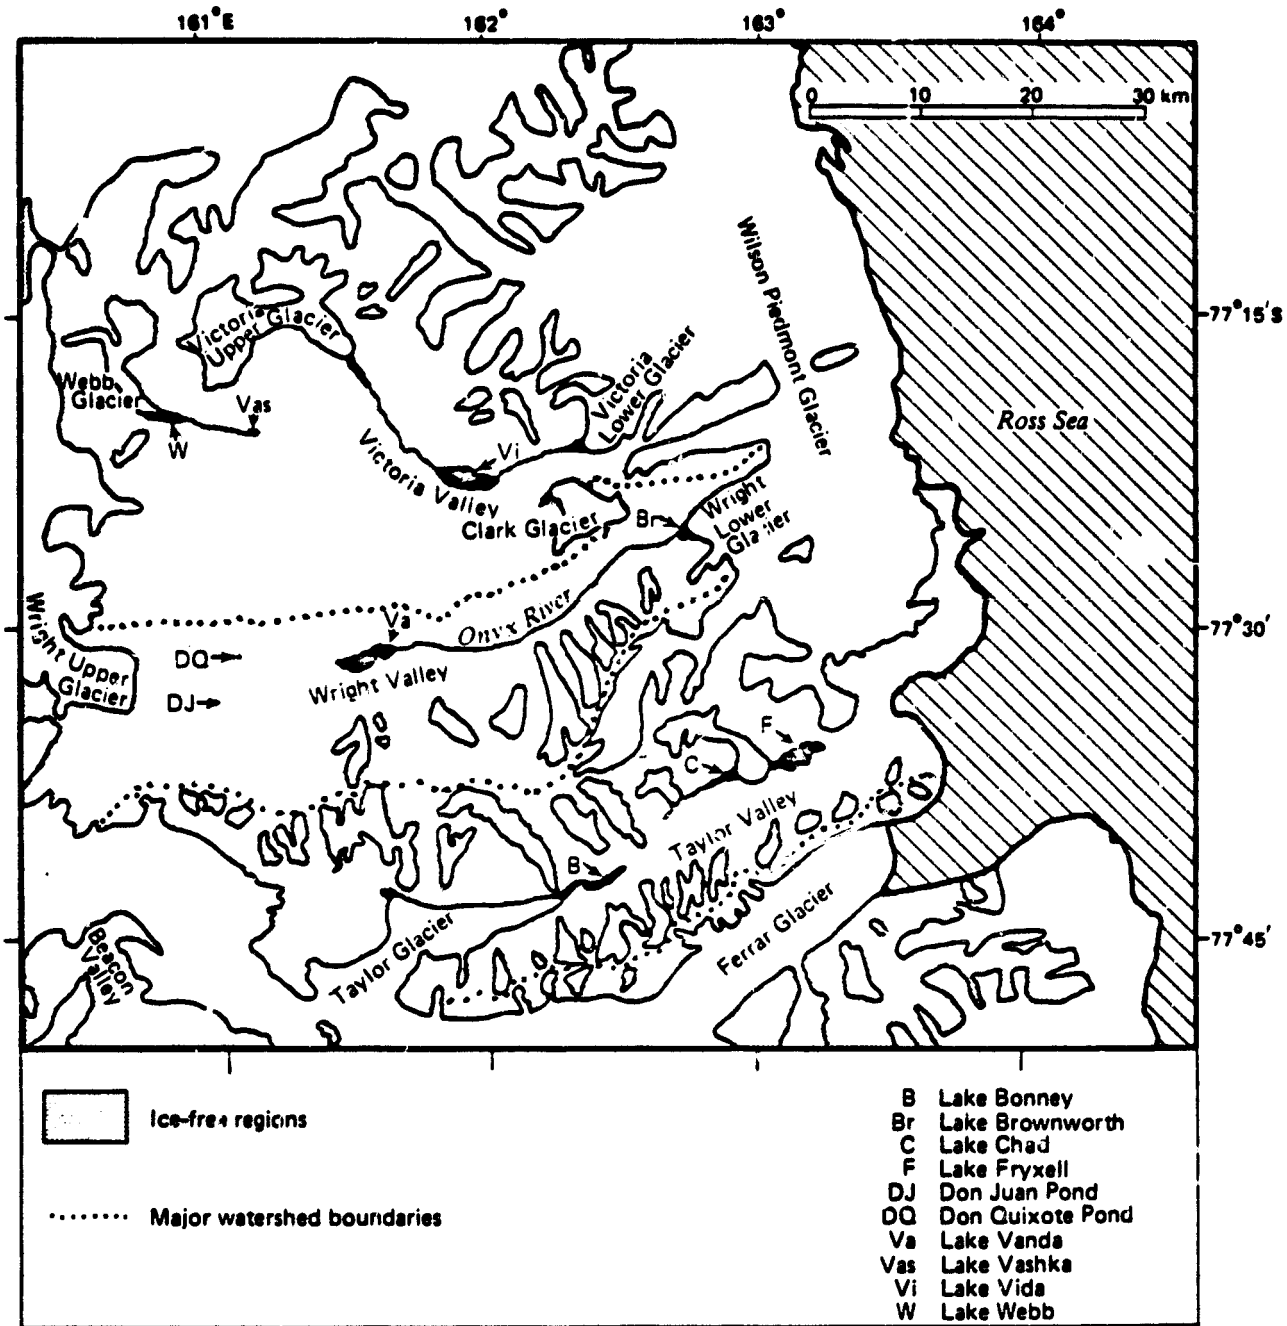 161°E 162° 163° 164°
0 10 20 30 km
77°15'S
77°30'
77°45'
Wilson Piedmont Glacier
Ross Sea
Victoria
Upper Glacier
Webb
Glacier
Vas
W
Victoria
Lower Glacier
Vi
Victoria Valley
Clark Glacier
Br
Wright
Lower
Glacier
Onyx River
Va
Wright Upper
Glacier
DQ
DJ
Wright Valley
F
C
Taylor Valley
B
Taylor Glacier
Ferrar Glacier
Beacon
Valley
Ice-free regions
Major watershed boundaries
B Lake Bonney
Br Lake Brownworth
C Lake Chad
F Lake Fryxell
DJ Don Juan Pond
DQ Don Quixote Pond
Va Lake Vanda
Vas Lake Vashka
Vi Lake Vida
W Lake Webb